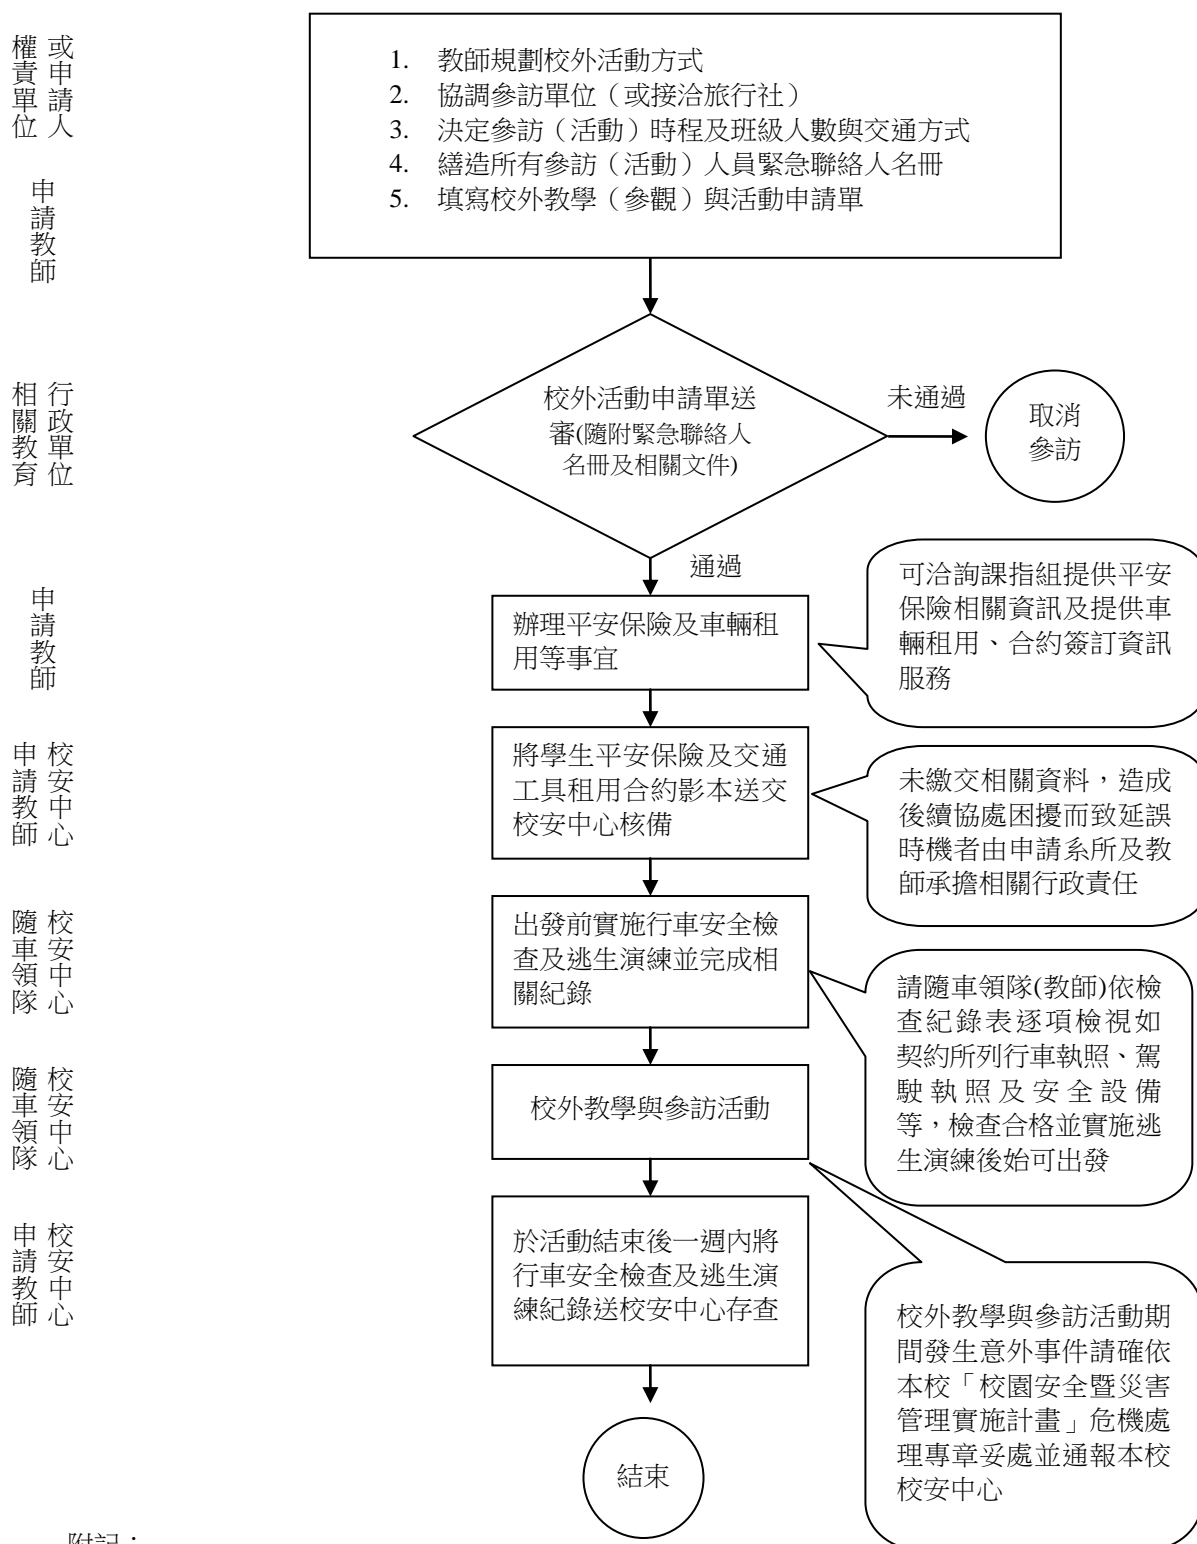 權責單位
或申請人
1. 教師規劃校外活動方式
2. 協調參訪單位（或接洽旅行社）
3. 決定參訪（活動）時程及班級人數與交通方式
4. 繕造所有參訪（活動）人員緊急聯絡人名冊
5. 填寫校外教學（參觀）與活動申請單
申請教師
相關教育
行政單位
校外活動申請單送
審(隨附緊急聯絡人
名冊及相關文件)
未通過
取消
參訪
通過
申請教師
辦理平安保險及車輛租
用等事宜
可洽詢課指組提供平安
保險相關資訊及提供車
輛租用、合約簽訂資訊
服務
申請教師
校安中心
將學生平安保險及交通
工具租用合約影本送交
校安中心核備
未繳交相關資料，造成
後續協處困擾而致延誤
時機者由申請系所及教
師承擔相關行政責任
隨車領隊
校安中心
出發前實施行車安全檢
查及逃生演練並完成相
關紀錄
請隨車領隊(教師)依檢
查紀錄表逐項檢視如
契約所列行車執照、駕
駛執照及安全設備
等，檢查合格並實施逃
生演練後始可出發
隨車領隊
校安中心
校外教學與參訪活動
申請教師
校安中心
於活動結束後一週內將
行車安全檢查及逃生演
練紀錄送校安中心存查
校外教學與參訪活動期
間發生意外事件請確依
本校「校園安全暨災害
管理實施計畫」危機處
理專章妥處並通報本校
校安中心
結束
附記：